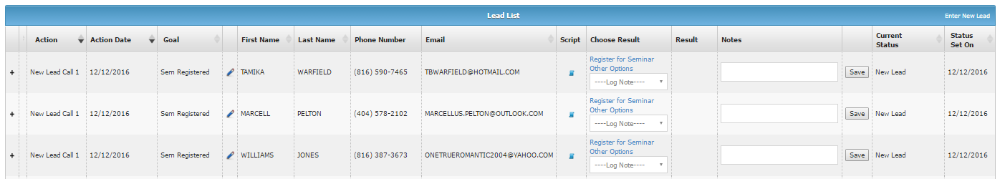 Lead List
Enter New Lead
Action Action Date Goal First Name Last Name Phone Number Email Script Choose Result Result Notes Current Status Status Set On
+ New Lead Call 1 12/12/2016 Sem Registered TAMIKA WARFIELD (816) 590-7465 TBWARFIELD@HOTMAIL.COM Register for Seminar Save New Lead 12/12/2016
Other Options
----Log Note----
+ New Lead Call 1 12/12/2016 Sem Registered MARCELL PELTON (404) 578-2102 MARCELLUS.PELTON@OUTLOOK.COM Register for Seminar Save New Lead 12/12/2016
Other Options
----Log Note----
+ New Lead Call 1 12/12/2016 Sem Registered WILLIAMS JONES (816) 387-3673 ONETRUEROMANTIC2004@YAHOO.COM Register for Seminar Save New Lead 12/12/2016
Other Options
----Log Note----